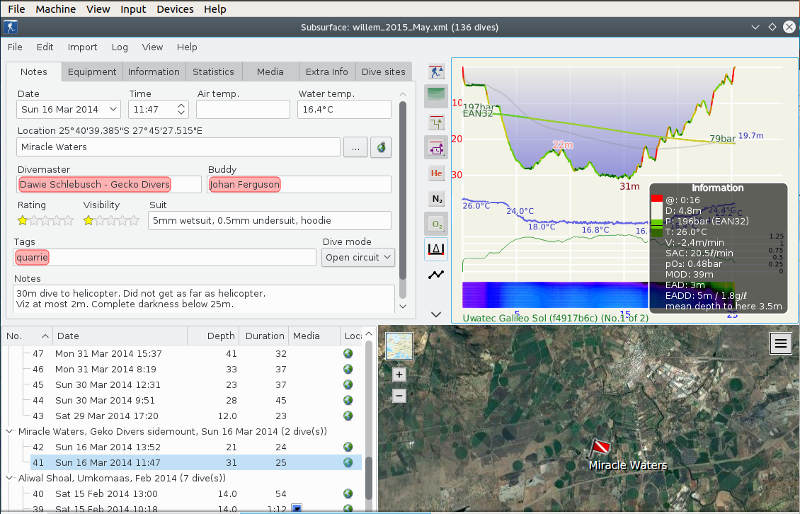 File Machine View Input Devices Help
Subsurface: willem_2015_May.xml (136 dives)
File Edit Import Log View Help
Notes Equipment Information Statistics Media Extra Info Dive sites
Date Time Air temp. Water temp.
Sun 16 Mar 2014 11:47 16.4°C
Location 25°40'39.385"S 27°45'27.515"E
Miracle Waters ...
Divemaster Buddy
Dawie Schlebusch - Gecko Divers Johan Ferguson
Rating Visibility Suit
5mm wetsuit, 0.5mm undersuit, hoodie
Tags Dive mode
quarrie Open circuit
Notes
30m dive to helicopter. Did not get as far as helicopter.
Viz at most 2m. Complete darkness below 25m.
He
N₂
O₂
10
20
30
197bar
EAN32
22m
31m
79bar
19.7m
26.0°C 24.0°C 18.0°C 16.8°C
1.25
1
0.75
0.5
5 15 25
Information
@: 0:16
D: 4.8m
P: 196bar (EAN32)
T: 26.0°C
V: -2.4m/min
SAC: 20.5ℓ/min
pO₂: 0.48bar
MOD: 39m
EAD: 3m
EADD: 5m / 1.8g/ℓ
mean depth to here 3.5m
Uwatec Galileo Sol (f4917b6c) (No.1 of 2)
No. Date Depth Duration Media Loc
47 Mon 31 Mar 2014 15:37 41 32
46 Mon 31 Mar 2014 8:19 33 37
45 Sun 30 Mar 2014 12:31 23 37
44 Sun 30 Mar 2014 9:51 28 45
43 Sat 29 Mar 2014 17:20 12.0 23
Miracle Waters, Geko Divers sidemount, Sun 16 Mar 2014 (2 dive(s))
42 Sun 16 Mar 2014 13:52 21 24
41 Sun 16 Mar 2014 11:47 31 25
Aliwal Shoal, Umkomaas, Feb 2014 (7 dive(s))
40 Sat 15 Feb 2014 13:00 14.0 54
39 Sat 15 Feb 2014 10:18 14.0 1:12
+
−
Miracle Waters